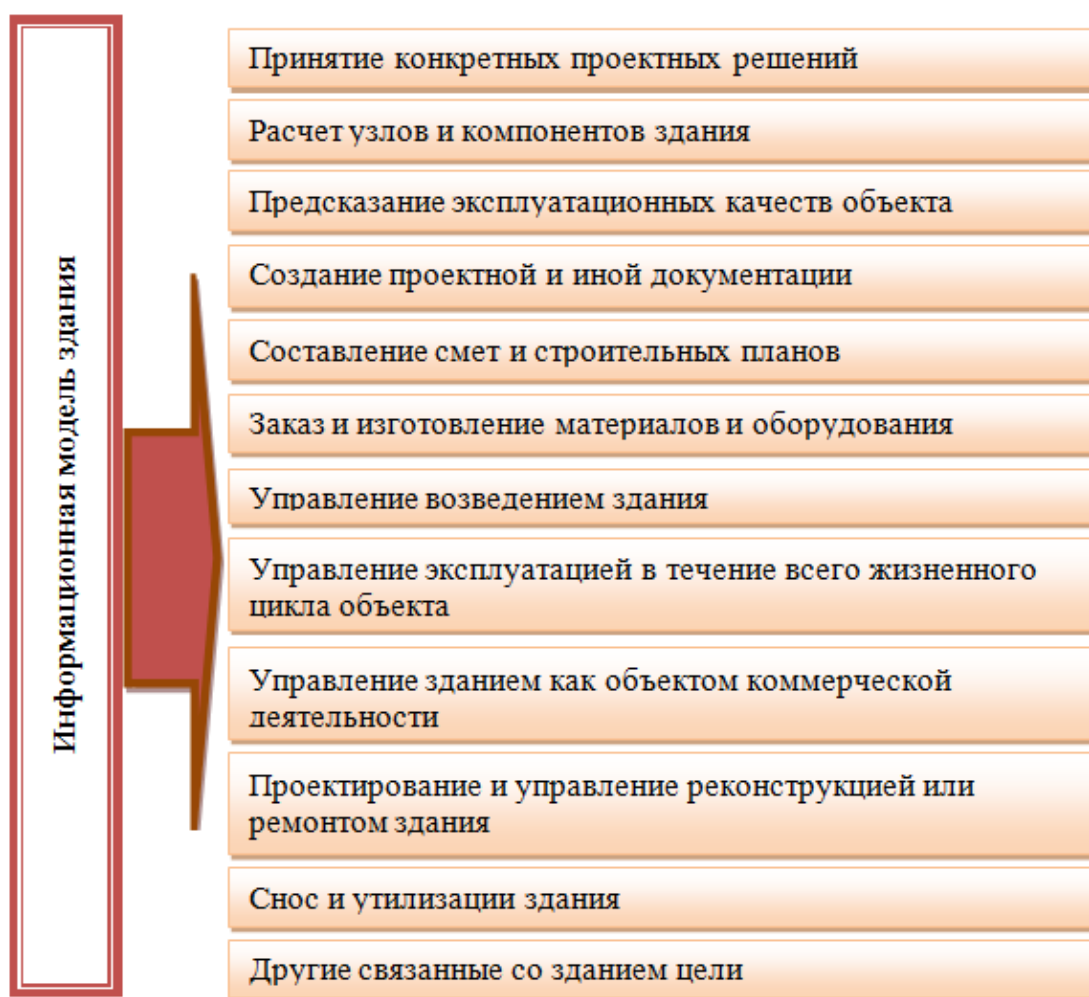 Информационная модель здания
Принятие конкретных проектных решений
Расчет узлов и компонентов здания
Предсказание эксплуатационных качеств объекта
Создание проектной и иной документации
Составление смет и строительных планов
Заказ и изготовление материалов и оборудования
Управление возведением здания
Управление эксплуатацией в течение всего жизненного
цикла объекта
Управление зданием как объектом коммерческой
деятельности
Проектирование и управление реконструкцией или
ремонтом здания
Снос и утилизации здания
Другие связанные со зданием цели